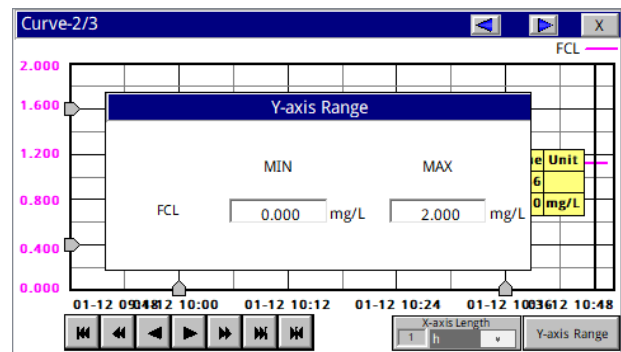 Curve-2/3
X
FCL
2.000
1.600
Y-axis Range
1.200
MIN
MAX
Unit
FCL
0.000 mg/L
2.000 mg/L
mg/L
0.800
0.400
0.000
01-12 10:00
01-12 10:12
01-12 10:24
01-12
12 10:48
X-axis Length
1
h
Y-axis Range